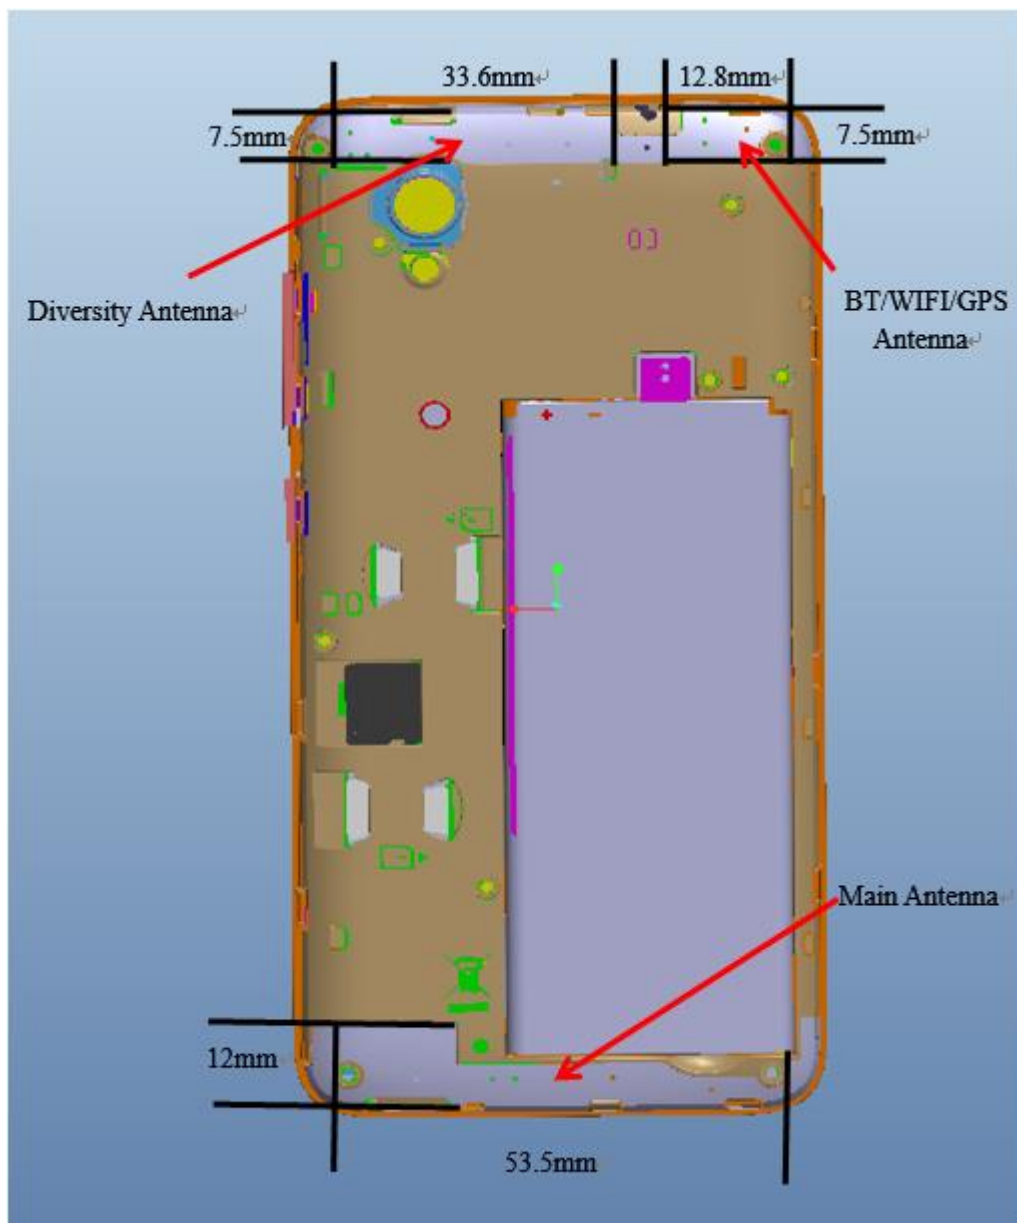 33.6mm
12.8mm
7.5mm
7.5mm
Diversity Antenna
BT/WIFI/GPS
Antenna
+ -
Main Antenna
12mm
53.5mm